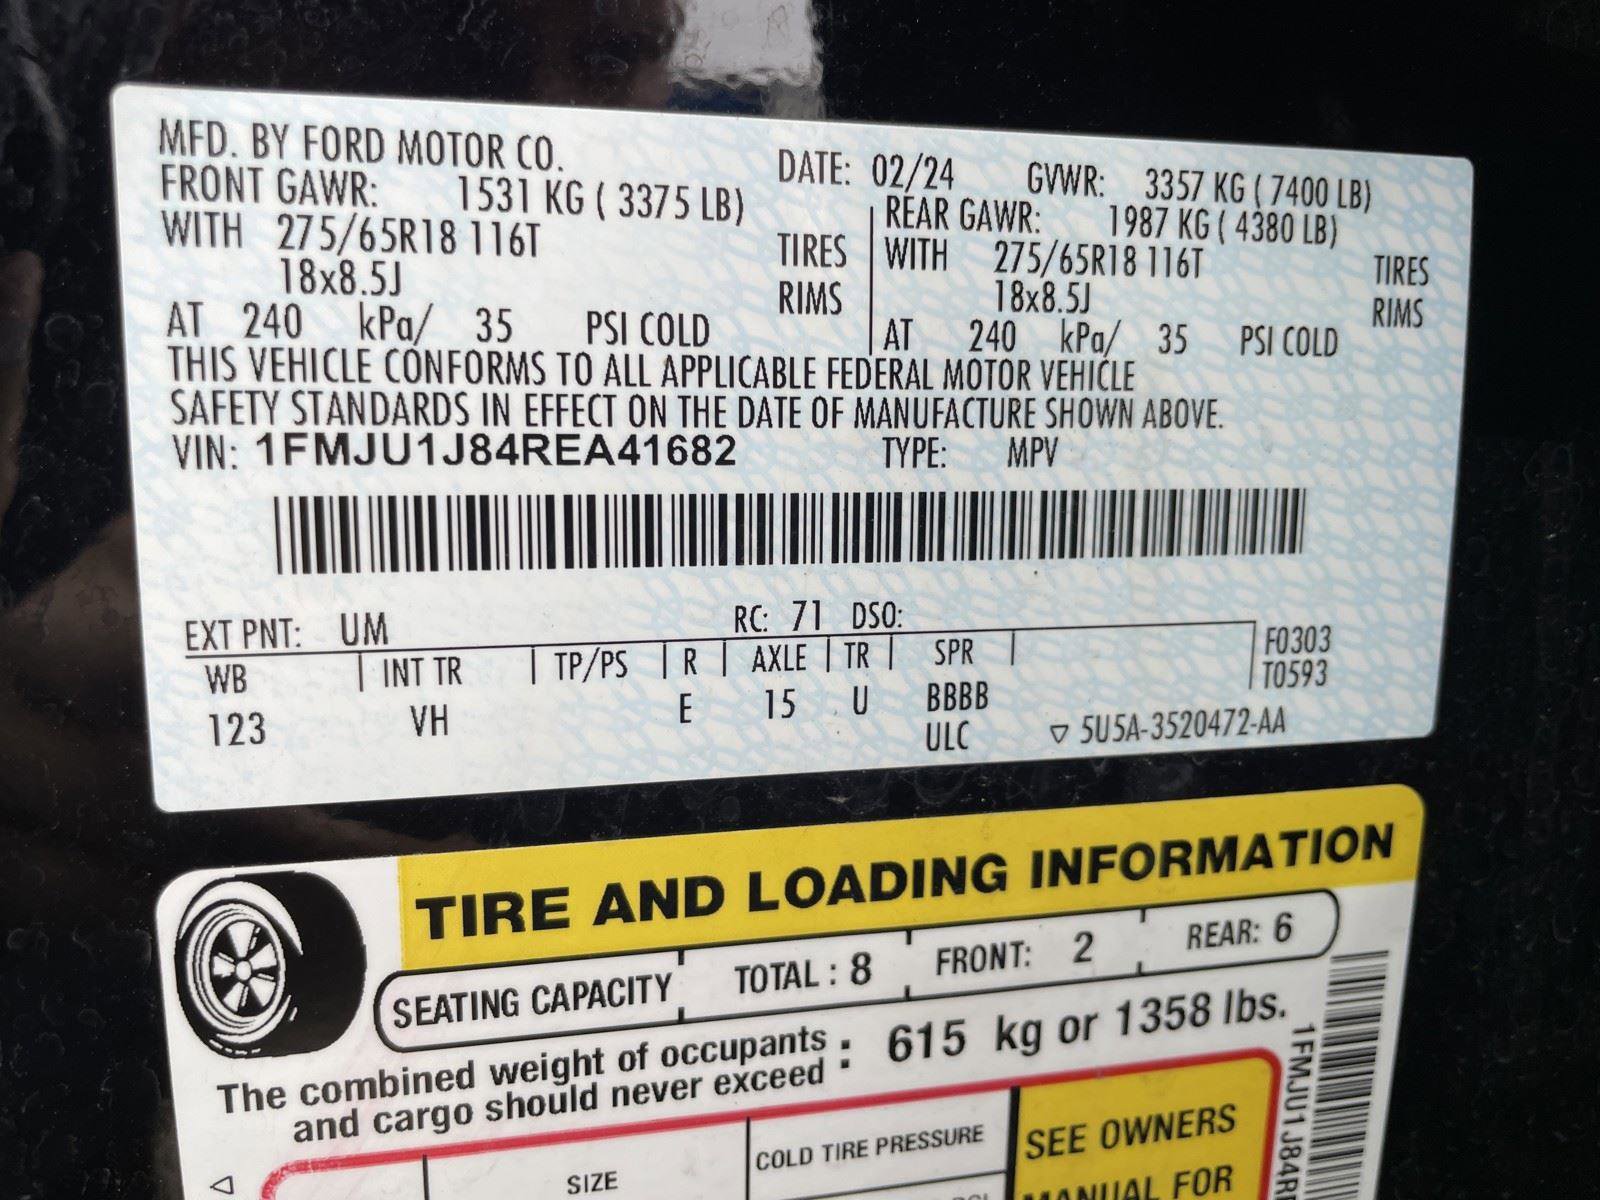 MFD. BY FORD MOTOR CO. DATE: 02/24 GVWR: 3357 KG ( 7400 LB)
FRONT GAWR: 1531 KG ( 3375 LB) REAR GAWR: 1987 KG ( 4380 LB)
WITH 275/65R18 116T TIRES WITH 275/65R18 116T TIRES
18x8.5J RIMS 18x8.5J RIMS
AT 240 kPa/ 35 PSI COLD AT 240 kPa/ 35 PSI COLD
THIS VEHICLE CONFORMS TO ALL APPLICABLE FEDERAL MOTOR VEHICLE
SAFETY STANDARDS IN EFFECT ON THE DATE OF MANUFACTURE SHOWN ABOVE.
VIN: 1FMJU1J84REA41682 TYPE: MPV
EXT PNT: UM RC: 71 DSO:
WB INT TR TP/PS R AXLE TR SPR F0303
T0593
123 VH E 15 U BBBB
ULC ▽ 5U5A-3520472-AA
TIRE AND LOADING INFORMATION
SEATING CAPACITY TOTAL : 8 FRONT: 2 REAR: 6
The combined weight of occupants
and cargo should never exceed : 615 kg or 1358 lbs.
SIZE COLD TIRE PRESSURE SEE OWNERS
MANUAL FOR
1FMJU1J84R